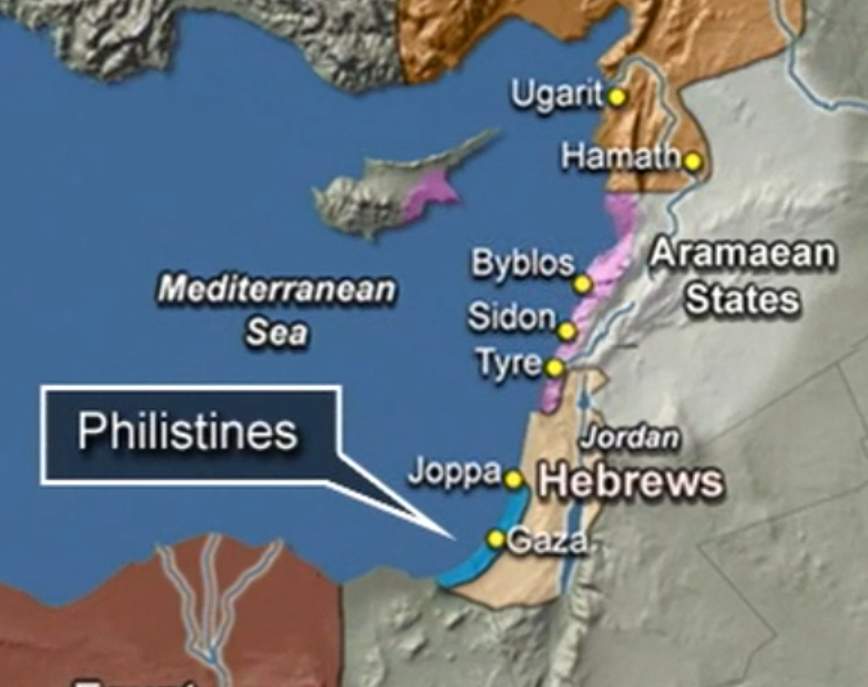 Ugarit
Hamath
Byblos
Aramaean
States
Mediterranean
Sea
Sidon
Tyre
Philistines
Jordan
Joppa
Hebrews
Gaza